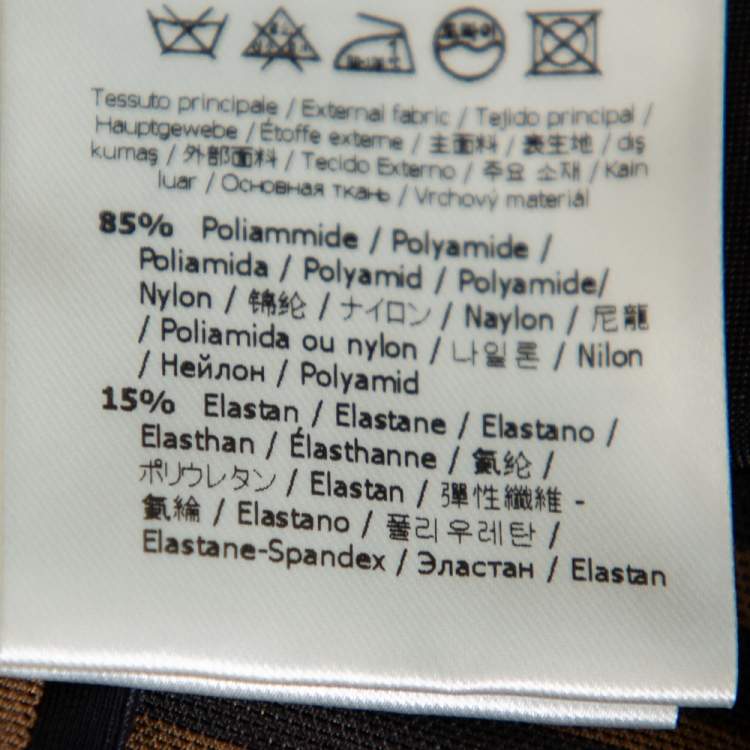 Tessuto principale / External fabric / Tejido principal /
Hauptgewebe / Étoffe externe / 主面料 / 表生地 / dış
kumaş / 外部面料 / Tecido Externo / 주요 소재 / Kain
luar / Основная ткань / Vrchový materiál
85% Poliammide / Polyamide /
Poliamida / Polyamid / Polyamide/
Nylon / 锦纶 / ナイロン / Naylon / 尼龍
/ Poliamida ou nylon / 나일론 / Nilon
/ Нейлон / Polyamid
15% Elastan / Elastane / Elastano /
Elasthan / Élasthanne / 氨纶 /
ポリウレタン / Elastan / 彈性纖維 -
氨綸 / Elastano / 폴리우레탄 /
Elastane-Spandex / Эластан / Elastan